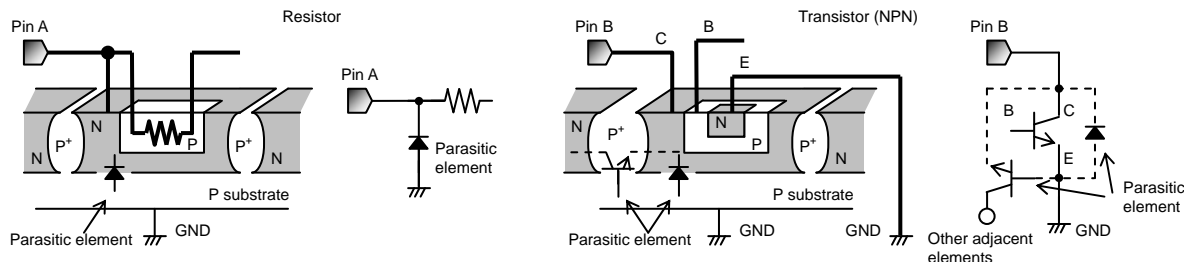 Resistor
Pin A
N
P+
N
P
P+
N
P substrate
Parasitic element
GND
Pin A
Parasitic
element
Transistor (NPN)
Pin B
C
B
E
N
P+
N
N
P
P+
N
P substrate
Parasitic element
GND
GND
Pin B
B
C
E
Parasitic
element
GND
Other adjacent
elements